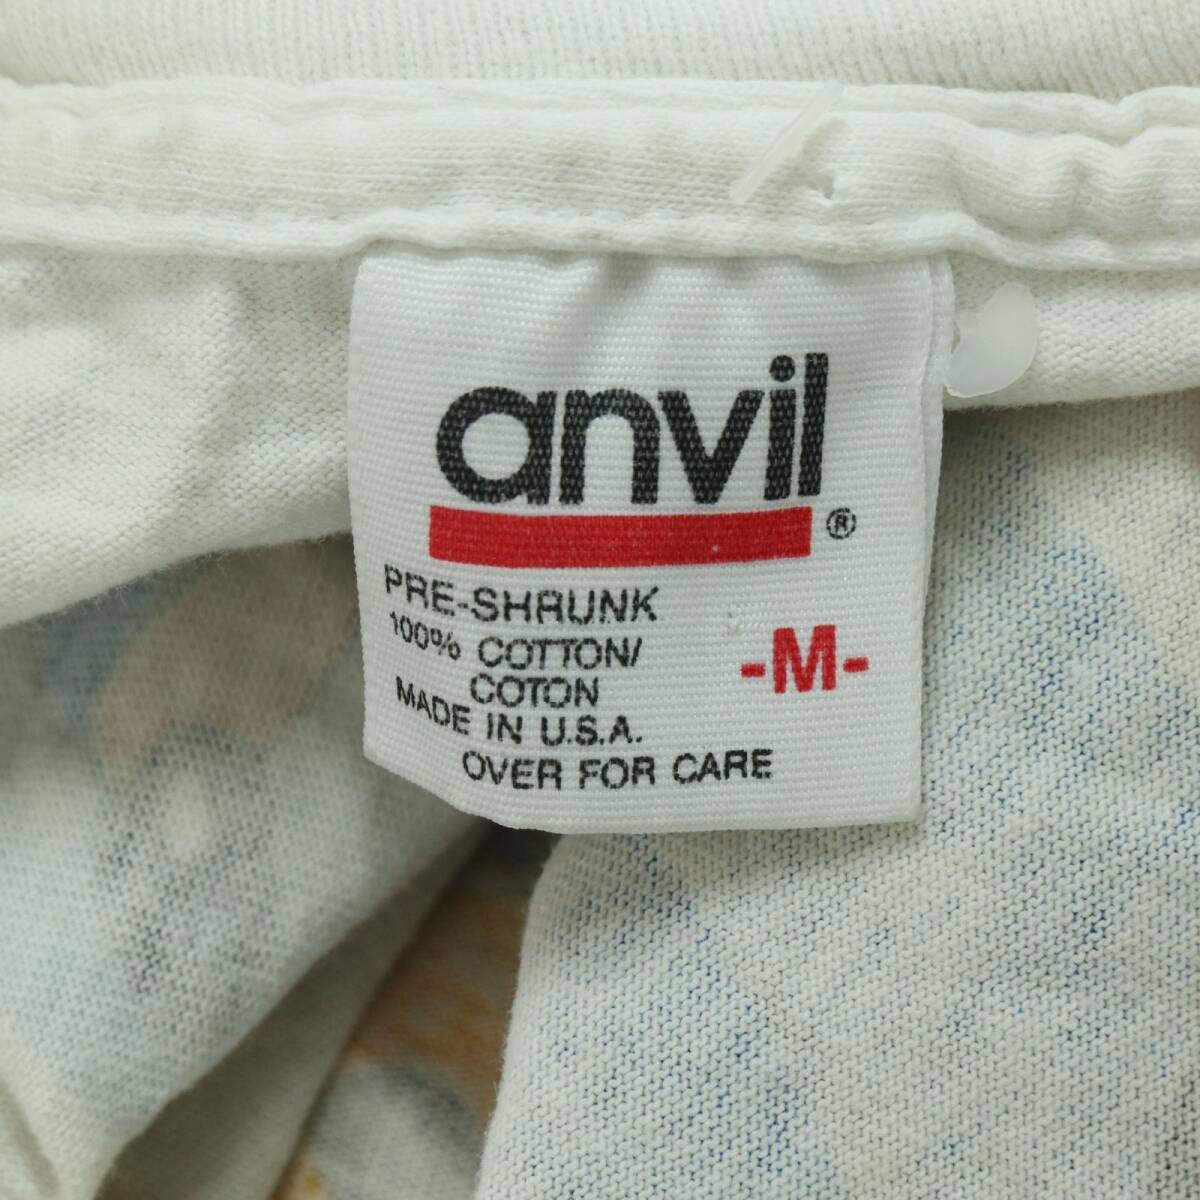 anvil®
PRE-SHRUNK
100% COTTON/
COTON
-M-
MADE IN U.S.A.
OVER FOR CARE